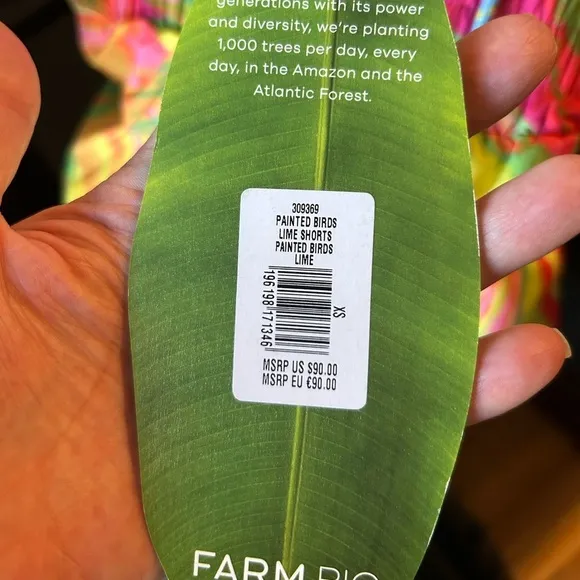 generations with its power
and diversity, we're planting
1,000 trees per day, every
day, in the Amazon and the
Atlantic Forest.
309369
PAINTED BIRDS
LIME SHORTS
PAINTED BIRDS
LIME
196198171346
XS
MSRP US $90.00
MSRP EU €90.00
FARM RIO